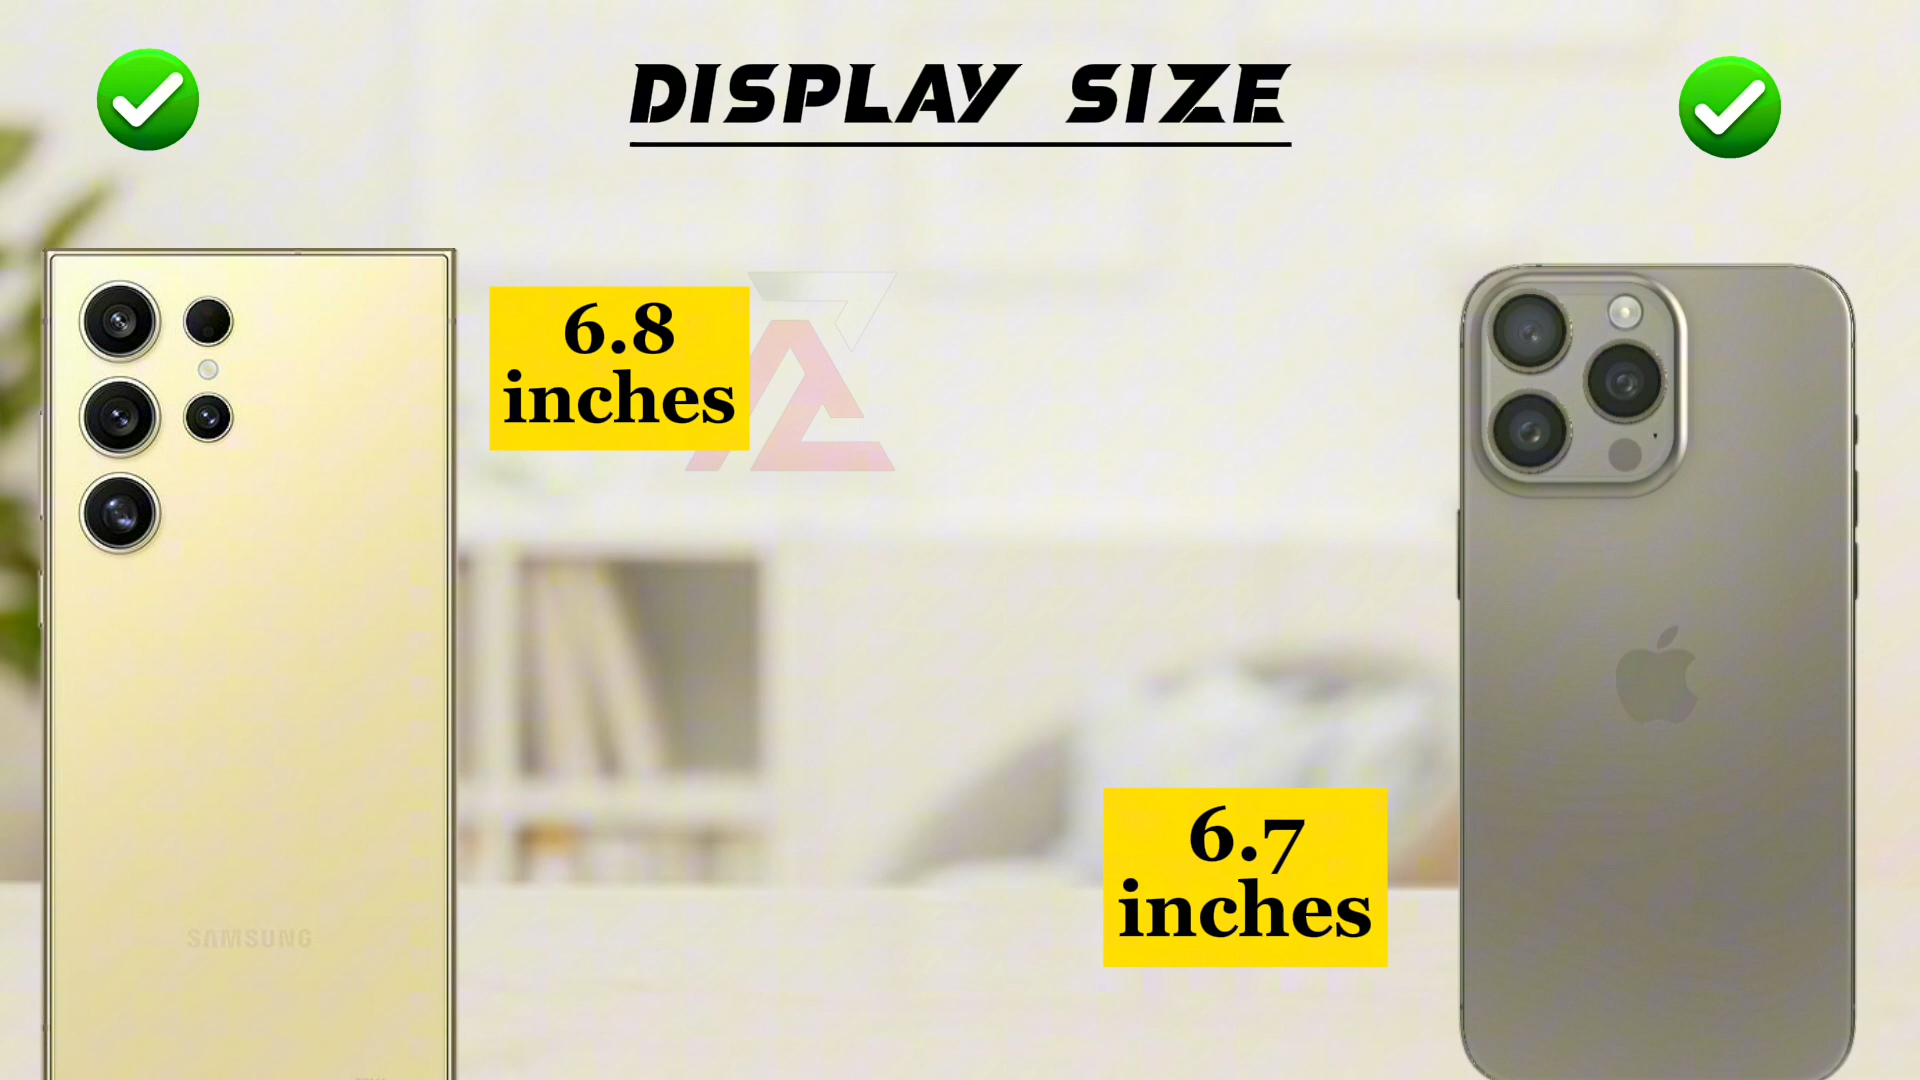 DISPLAY SIZE
6.8
inches
6.7
inches
SAMSUNG